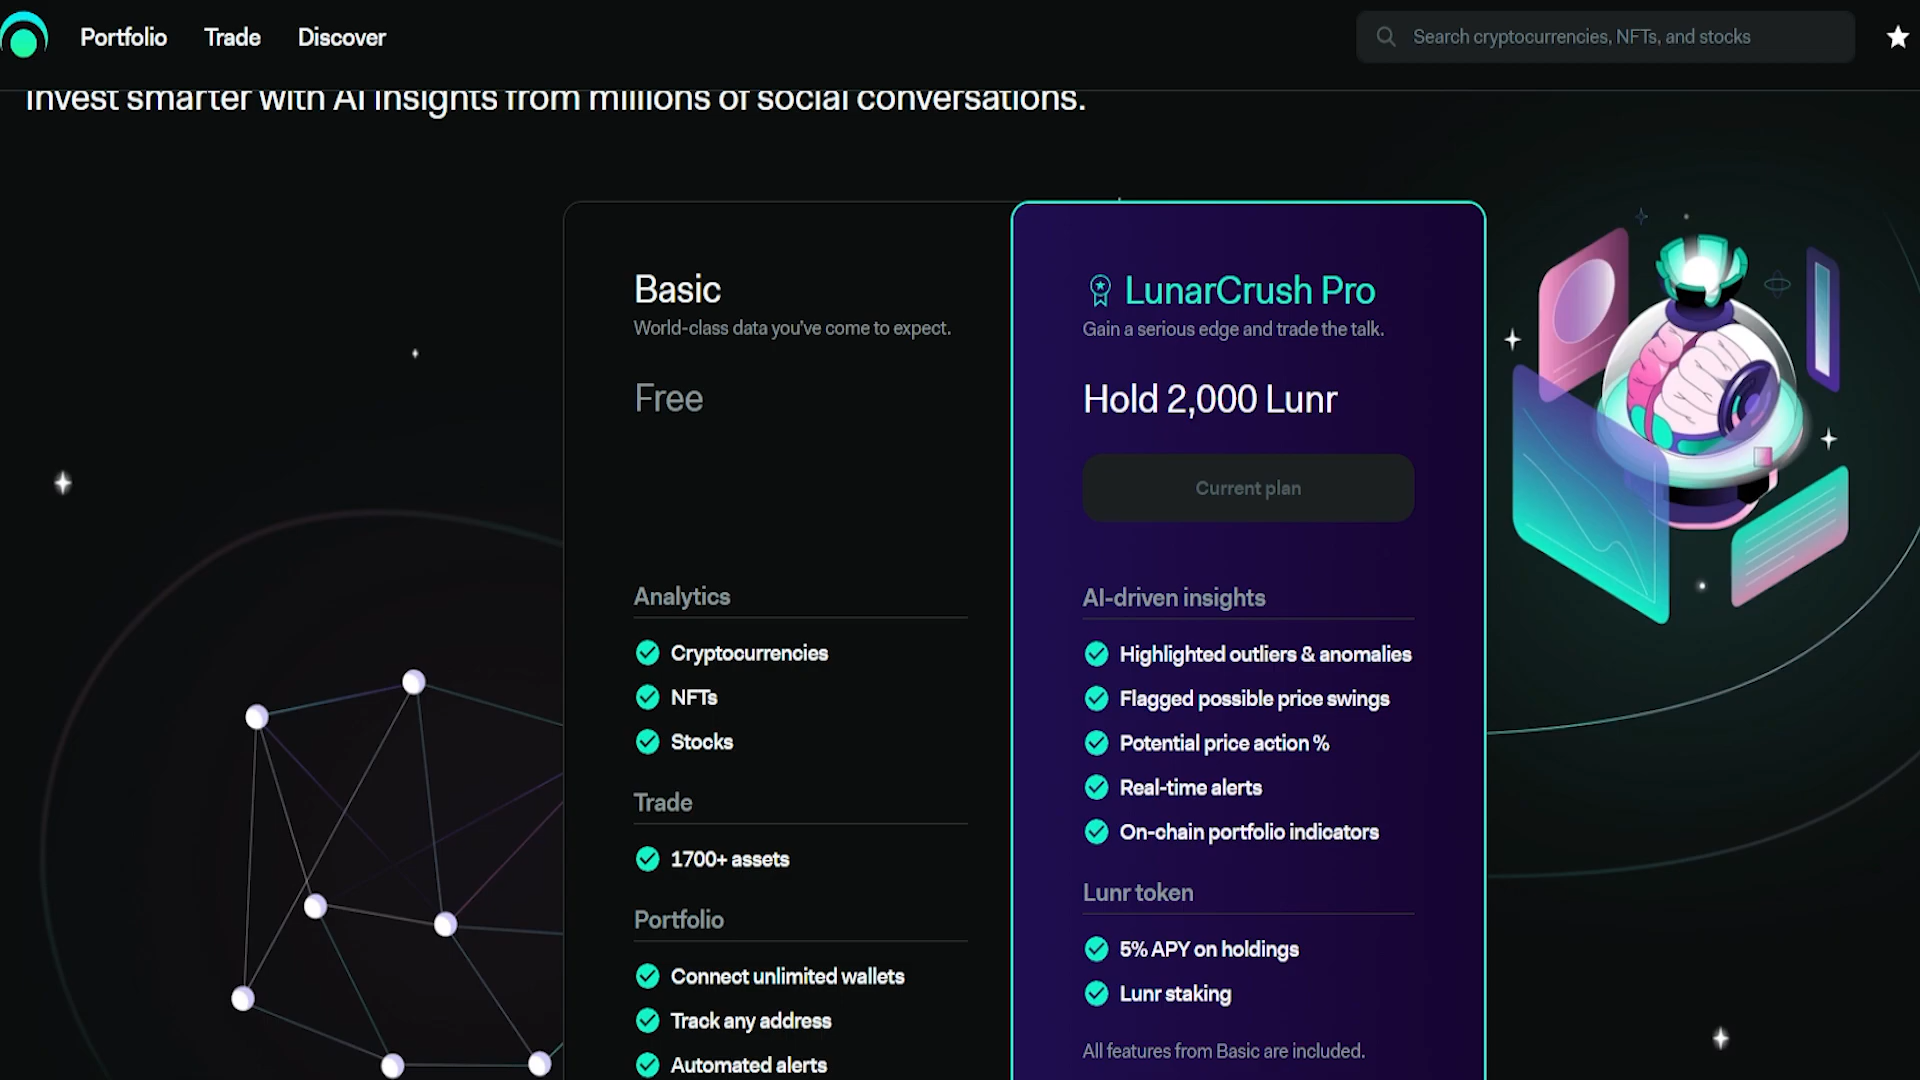 Portfolio Trade Discover Search cryptocurrencies, NFTs, and stocks
Invest smarter with AI insights from millions of social conversations.
Basic
World-class data you've come to expect.
Free
Analytics
Cryptocurrencies
NFTs
Stocks
Trade
1700+ assets
Portfolio
Connect unlimited wallets
Track any address
Automated alerts
LunarCrush Pro
Gain a serious edge and trade the talk.
Hold 2,000 Lunr
Current plan
AI-driven insights
Highlighted outliers & anomalies
Flagged possible price swings
Potential price action %
Real-time alerts
On-chain portfolio indicators
Lunr token
5% APY on holdings
Lunr staking
All features from Basic are included.